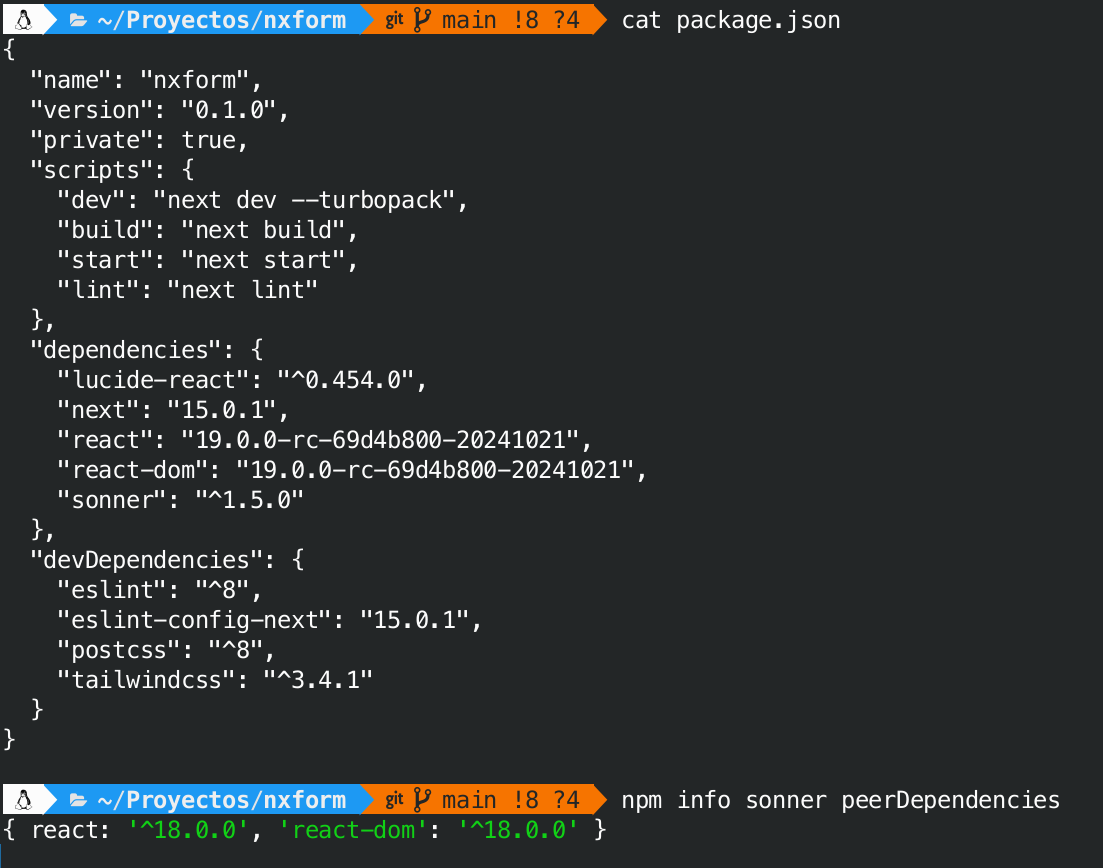 ~/Proyectos/nxform git main !8 ?4 cat package.json
{
  "name": "nxform",
  "version": "0.1.0",
  "private": true,
  "scripts": {
    "dev": "next dev --turbopack",
    "build": "next build",
    "start": "next start",
    "lint": "next lint"
  },
  "dependencies": {
    "lucide-react": "^0.454.0",
    "next": "15.0.1",
    "react": "19.0.0-rc-69d4b800-20241021",
    "react-dom": "19.0.0-rc-69d4b800-20241021",
    "sonner": "^1.5.0"
  },
  "devDependencies": {
    "eslint": "^8",
    "eslint-config-next": "15.0.1",
    "postcss": "^8",
    "tailwindcss": "^3.4.1"
  }
}
~/Proyectos/nxform git main !8 ?4 npm info sonner peerDependencies
{ react: '^18.0.0', 'react-dom': '^18.0.0' }